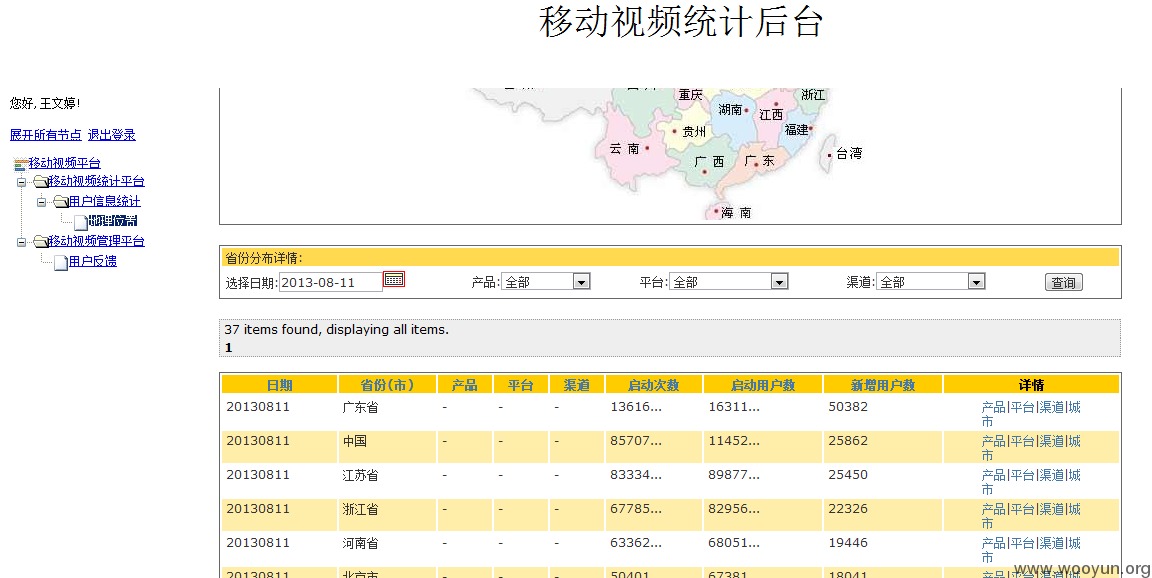 移动视频统计后台
您好, 王文婷!
展开所有节点 退出登录
移动视频平台
移动视频统计平台
用户信息统计
地理位置
移动视频管理平台
用户反馈
重庆 浙江
湖南 江西
贵州 福建
云 南 广 西 广 东 台湾
海 南
省份分布详情:
选择日期: 2013-08-11 产品: 全部 平台: 全部 渠道: 全部 查询
37 items found, displaying all items.
1
日期 省份(市) 产品 平台 渠道 启动次数 启动用户数 新增用户数 详情
20130811 广东省 - - - 13616... 16311... 50382 产品|平台|渠道|城
市
20130811 中国 - - - 85707... 11452... 25862 产品|平台|渠道|城
市
20130811 江苏省 - - - 83334... 89877... 25450 产品|平台|渠道|城
市
20130811 浙江省 - - - 67785... 82956... 22326 产品|平台|渠道|城
市
20130811 河南省 - - - 63362... 68051... 19446 产品|平台|渠道|城
市
20130811 北京市 - - - 50401... 67381... 18041
www.wooyun.org